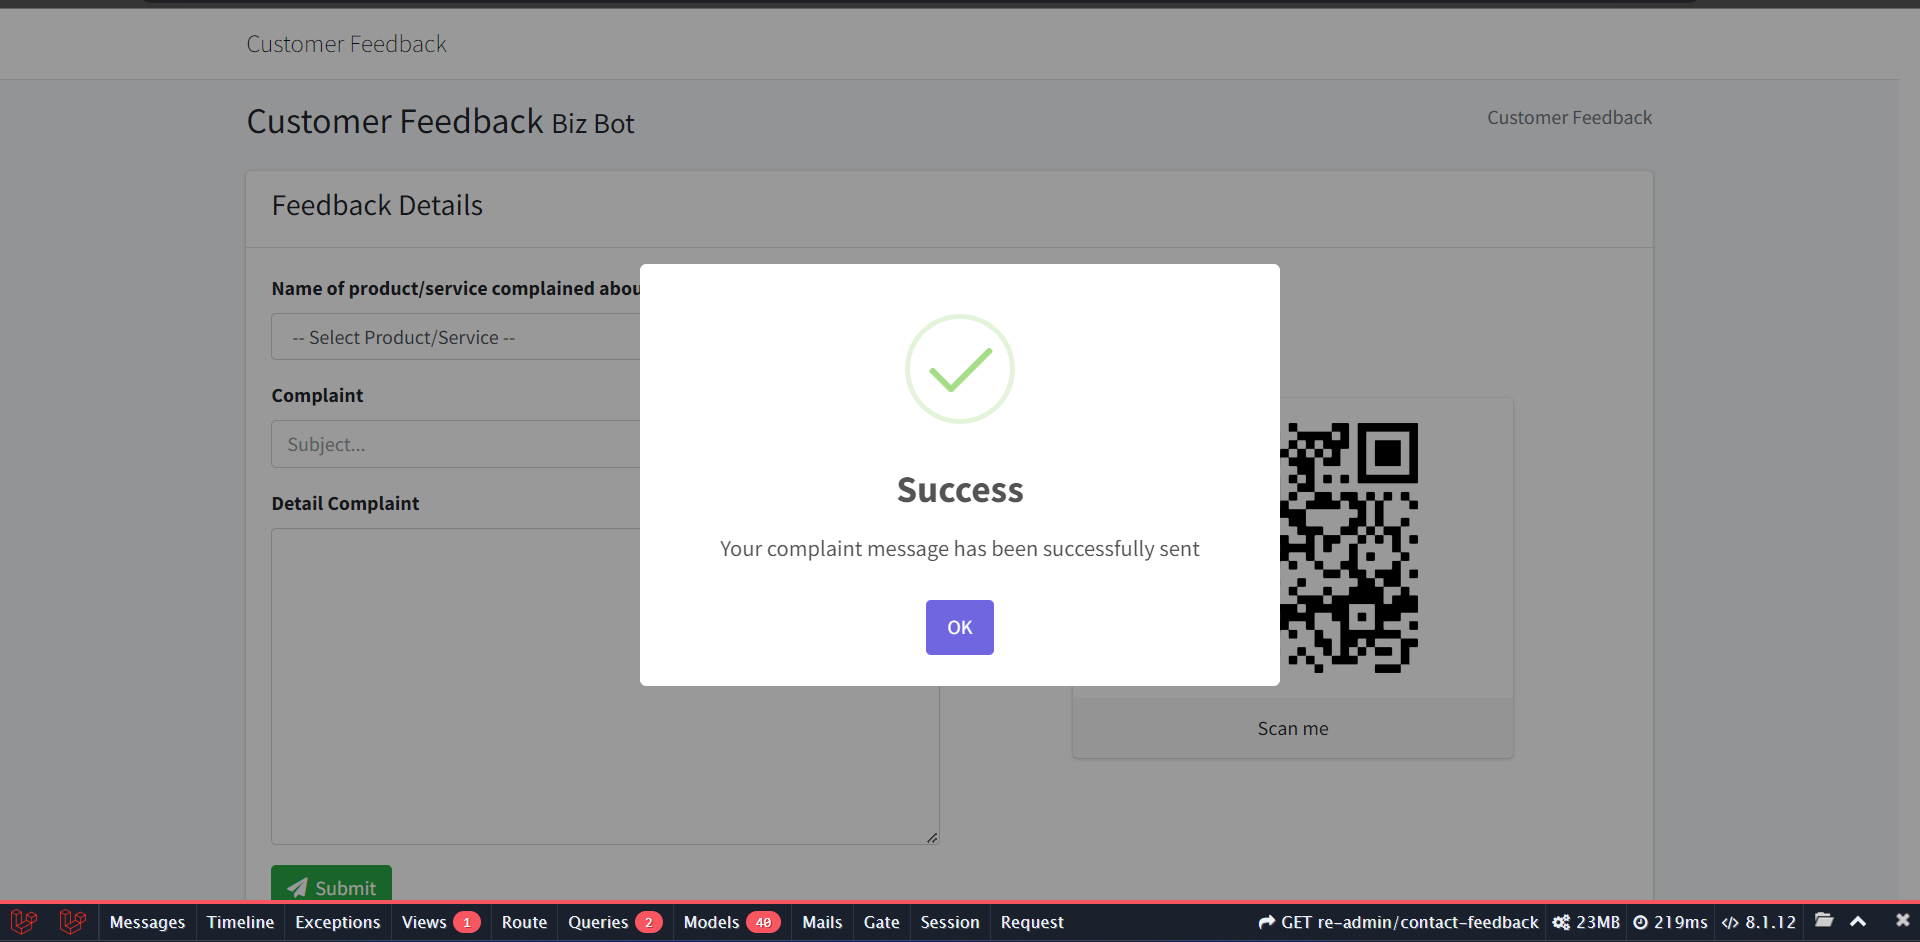 Customer Feedback
Customer Feedback Biz Bot
Customer Feedback
Feedback Details
Name of product/service complained abou
-- Select Product/Service --
Complaint
Subject...
Detail Complaint
Success
Your complaint message has been successfully sent
OK
Scan me
Submit
Messages Timeline Exceptions Views 1 Route Queries 2 Models 40 Mails Gate Session Request GET re-admin/contact-feedback 23MB 219ms 8.1.12